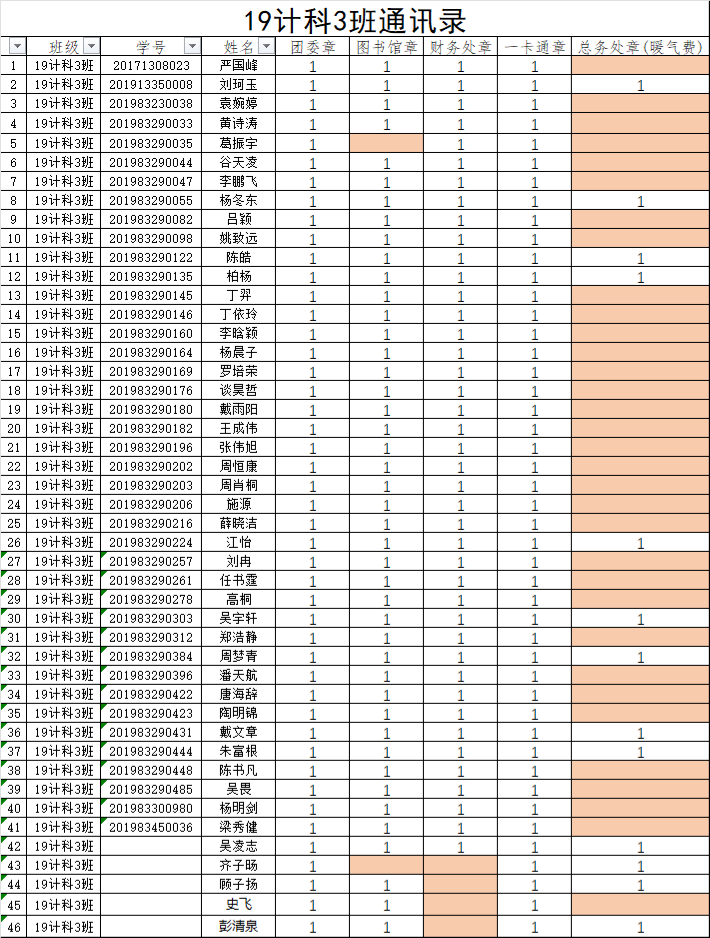 19计科3班通讯录
班级 学号 姓名 团委章 图书馆章 财务处章 一卡通章 总务处章(暖气费)
1 19计科3班 20171308023 严国峰 1 1 1 1
2 19计科3班 201913350008 刘珂玉 1 1 1 1 1
3 19计科3班 201983230038 袁婉婷 1 1 1 1
4 19计科3班 201983290033 黄诗涛 1 1 1 1
5 19计科3班 201983290035 葛振宇 1 1 1
6 19计科3班 201983290044 谷天凌 1 1 1 1
7 19计科3班 201983290047 李鹏飞 1 1 1 1
8 19计科3班 201983290055 杨冬东 1 1 1 1 1
9 19计科3班 201983290082 吕颖 1 1 1 1
10 19计科3班 201983290098 姚致远 1 1 1 1
11 19计科3班 201983290122 陈皓 1 1 1 1 1
12 19计科3班 201983290135 柏杨 1 1 1 1 1
13 19计科3班 201983290145 丁羿 1 1 1 1
14 19计科3班 201983290146 丁依玲 1 1 1 1
15 19计科3班 201983290160 李晗颖 1 1 1 1
16 19计科3班 201983290164 杨晨子 1 1 1 1
17 19计科3班 201983290169 罗培荣 1 1 1 1
18 19计科3班 201983290176 谈昊哲 1 1 1 1
19 19计科3班 201983290180 戴雨阳 1 1 1 1
20 19计科3班 201983290182 王成伟 1 1 1 1
21 19计科3班 201983290196 张伟旭 1 1 1 1
22 19计科3班 201983290202 周恒康 1 1 1 1
23 19计科3班 201983290203 周肖桐 1 1 1 1
24 19计科3班 201983290206 施源 1 1 1 1
25 19计科3班 201983290216 薛晓洁 1 1 1 1
26 19计科3班 201983290224 江怡 1 1 1 1 1
27 19计科3班 201983290257 刘冉 1 1 1 1
28 19计科3班 201983290261 任书霆 1 1 1 1
29 19计科3班 201983290278 高桐 1 1 1 1
30 19计科3班 201983290303 吴宇轩 1 1 1 1 1
31 19计科3班 201983290312 郑浩静 1 1 1 1
32 19计科3班 201983290384 周梦青 1 1 1 1 1
33 19计科3班 201983290396 潘天航 1 1 1 1
34 19计科3班 201983290422 唐海辞 1 1 1 1
35 19计科3班 201983290423 陶明锦 1 1 1 1
36 19计科3班 201983290431 戴文章 1 1 1 1 1
37 19计科3班 201983290444 朱富根 1 1 1 1 1
38 19计科3班 201983290448 陈书凡 1 1 1 1
39 19计科3班 201983290485 吴畏 1 1 1 1
40 19计科3班 201983300980 杨明剑 1 1 1 1
41 19计科3班 201983450036 梁秀健 1 1 1 1
42 19计科3班 吴凌志 1 1 1 1 1
43 19计科3班 齐子旸 1 1 1
44 19计科3班 顾子扬 1 1 1 1
45 19计科3班 史飞 1 1 1
46 19计科3班 彭清泉 1 1 1 1